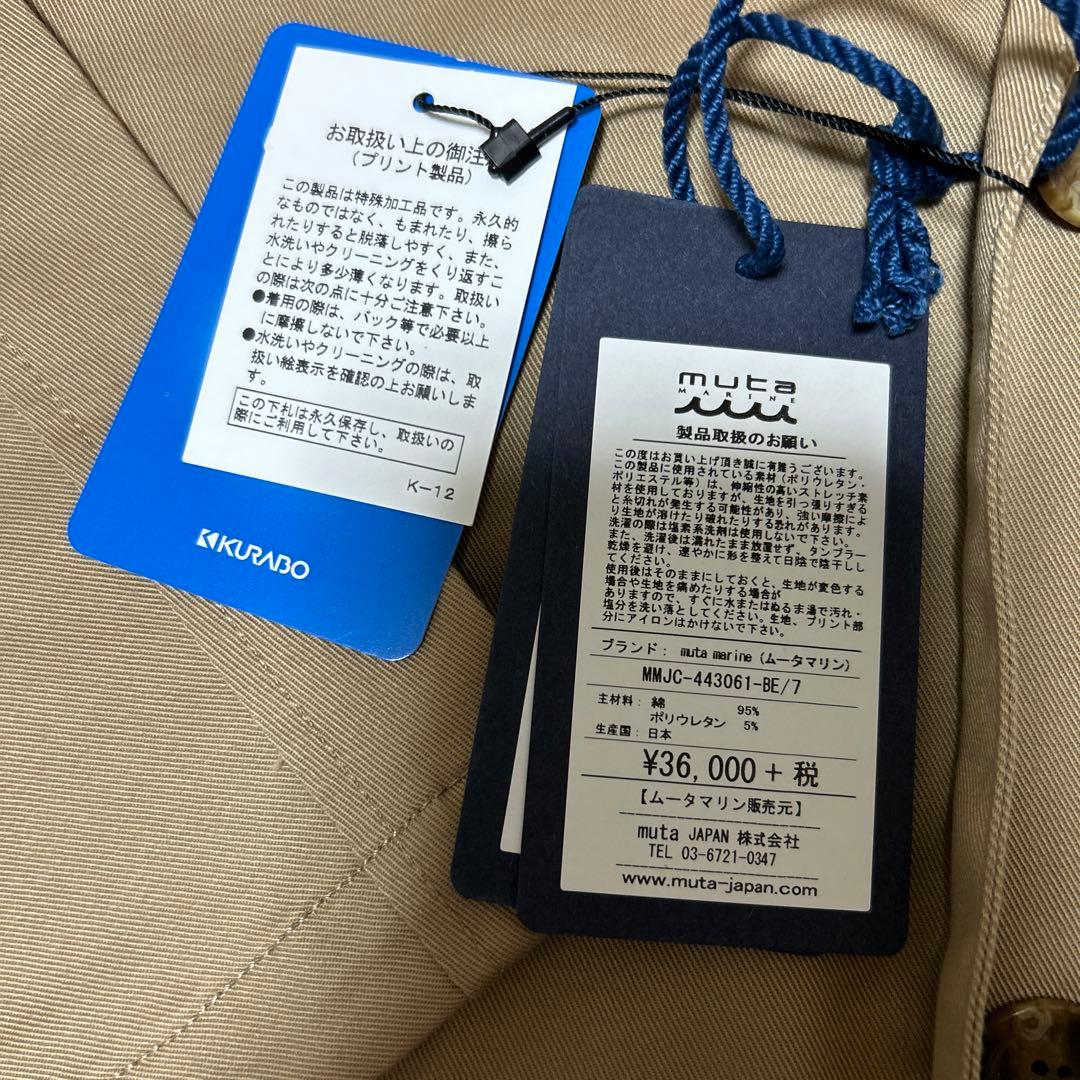 お取扱い上の御注
(プリント製品)
この製品は特殊加工品です。永久的
なものではなく、もまれたり、擦ら
れたりすると脱落しやすく、また、
水洗いやクリーニングをくり返すこ
とにより多少薄くなります。取扱い
の際は次の点に十分ご注意下さい。
●着用の際は、バック等で必要以上
に摩擦しないで下さい。
●水洗いやクリーニングの際は、取
扱い絵表示を確認の上お願いしま
す。
この下札は永久保存し、取扱いの
際にご利用して下さい。
K-12
KURABO
muta
MARINE
製品取扱のお願い
この度はお買い上げ頂き誠に有難うございます。
この製品に使用されている素材(ポリウレタン・
ポリエステル等)は、伸縮性の高いストレッチ素
材を使用しておりますが、生地を引っ張りすぎる
と糸切れが発生する可能性があり、強い摩擦によ
り生地が溶けたり破れたりする恐れがあります。
洗濯の際は塩素系洗剤は使用しないで下さい。
また、洗濯後は濡れたまま放置せず、タンブラー
乾燥を避け、速やかに形を整えて日陰で陰干しし
てください。
使用後はそのままにしておくと、生地が変色する
場合や生地を痛めたりする場合が
ありますので、すぐに水またはぬるま湯で汚れ・
塩分を洗い落としてください。生地、プリント部
分にアイロンはかけないで下さい。
ブランド: muta marine (ムータマリン)
MMJC-443061-BE/7
主材料: 綿 95%
ポリウレタン 5%
生産国: 日本
¥36,000+税
【ムータマリン販売元】
muta JAPAN 株式会社
TEL 03-6721-0347
www.muta-japan.com